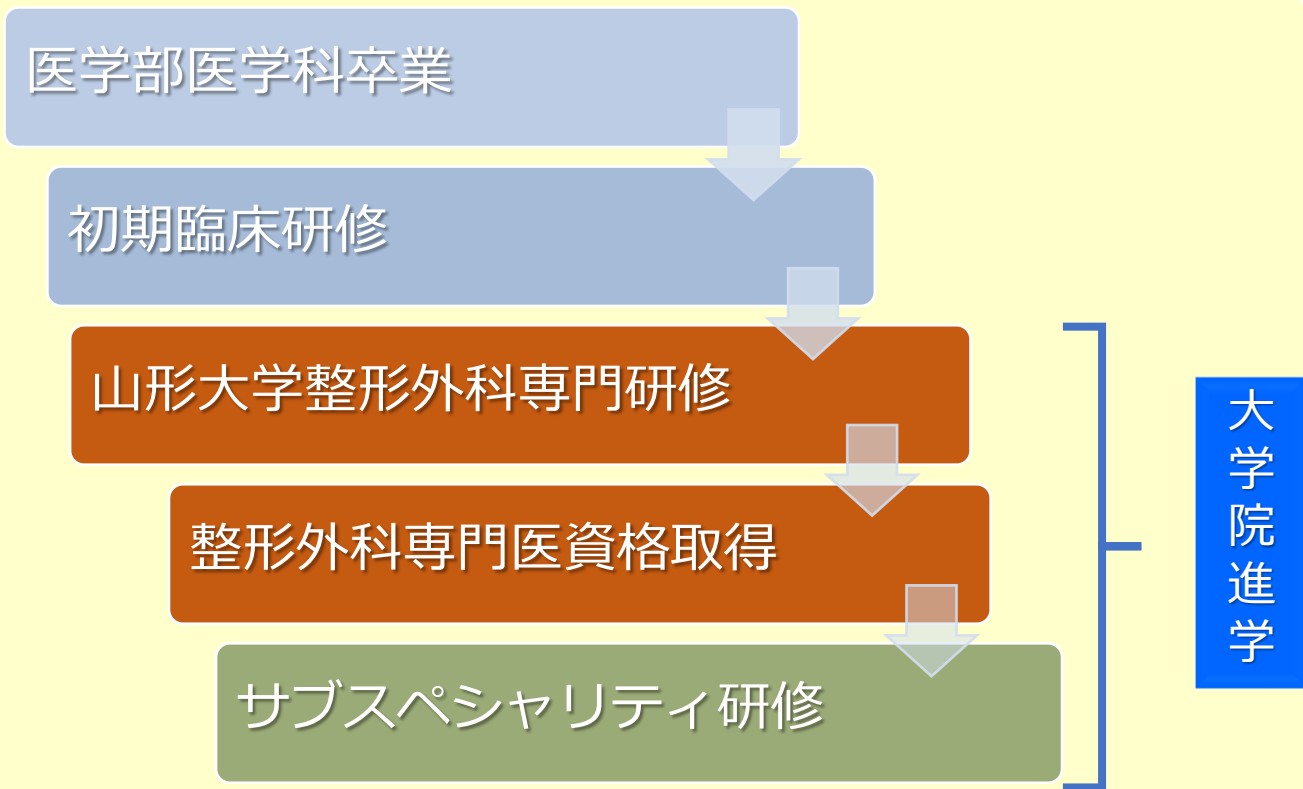 医学部医学科卒業
初期臨床研修
山形大学整形外科専門研修
整形外科専門医資格取得
サブスペシャリティ研修
大学院進学